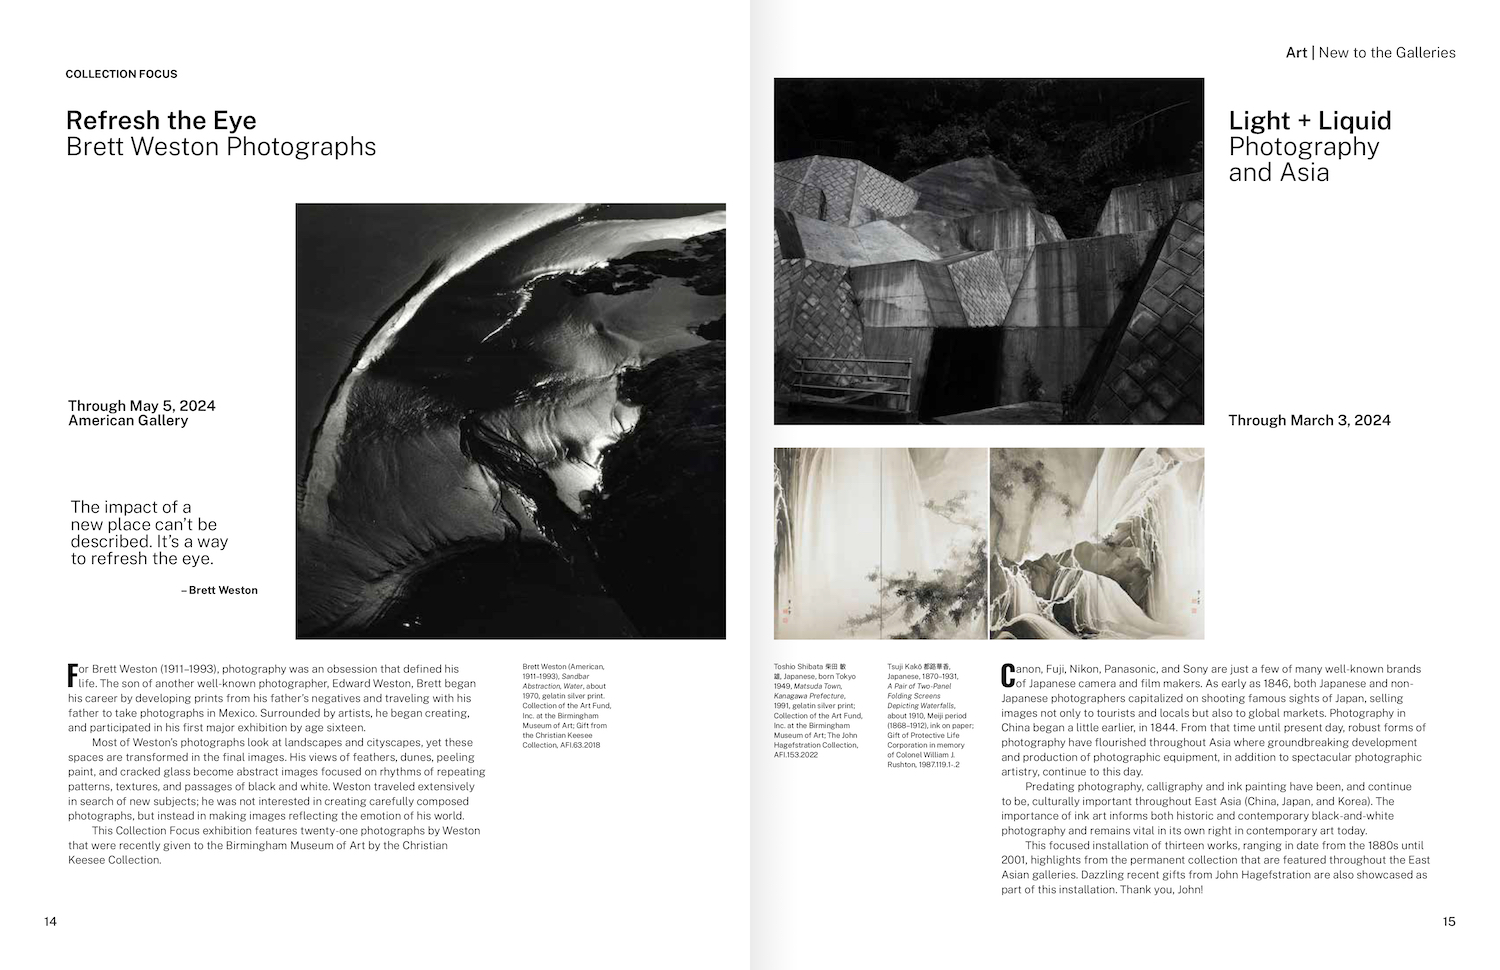 COLLECTION FOCUS
Refresh the Eye
Brett Weston Photographs
Through May 5, 2024
American Gallery
The impact of a
new place can't be
described. It's a way
to refresh the eye.
– Brett Weston
For Brett Weston (1911–1993), photography was an obsession that defined his
life. The son of another well-known photographer, Edward Weston, Brett began
his career by developing prints from his father's negatives and traveling with his
father to take photographs in Mexico. Surrounded by artists, he began creating,
and participated in his first major exhibition by age sixteen.
Most of Weston's photographs look at landscapes and cityscapes, yet these
spaces are transformed in the final images. His views of feathers, dunes, peeling
paint, and cracked glass become abstract images focused on rhythms of repeating
patterns, textures, and passages of black and white. Weston traveled extensively
in search of new subjects; he was not interested in creating carefully composed
photographs, but instead in making images reflecting the emotion of his world.
This Collection Focus exhibition features twenty-one photographs by Weston
that were recently given to the Birmingham Museum of Art by the Christian
Keesee Collection.
Brett Weston (American,
1911–1993), Sandbar
Abstraction, Water, about
1970, gelatin silver print.
Collection of the Art Fund,
Inc. at the Birmingham
Museum of Art; Gift from
the Christian Keesee
Collection, AFI.63.2018
14
Art | New to the Galleries
Light + Liquid
Photography
and Asia
Through March 3, 2024
Toshio Shibata 柴田 敏
雄, Japanese, born Tokyo
1949, Matsuda Town,
Kanagawa Prefecture,
1991, gelatin silver print;
Collection of the Art Fund,
Inc. at the Birmingham
Museum of Art; The John
Hagefstration Collection,
AFI.153.2022
Tsuji Kakō 都路華香,
Japanese, 1870–1931,
A Pair of Two-Panel
Folding Screens
Depicting Waterfalls,
about 1910, Meiji period
(1868–1912), ink on paper;
Gift of Protective Life
Corporation in memory
of Colonel William J.
Rushton, 1987.119.1-.2
Canon, Fuji, Nikon, Panasonic, and Sony are just a few of many well-known brands
of Japanese camera and film makers. As early as 1846, both Japanese and non-
Japanese photographers capitalized on shooting famous sights of Japan, selling
images not only to tourists and locals but also to global markets. Photography in
China began a little earlier, in 1844. From that time until present day, robust forms of
photography have flourished throughout Asia where groundbreaking development
and production of photographic equipment, in addition to spectacular photographic
artistry, continue to this day.
Predating photography, calligraphy and ink painting have been, and continue
to be, culturally important throughout East Asia (China, Japan, and Korea). The
importance of ink art informs both historic and contemporary black-and-white
photography and remains vital in its own right in contemporary art today.
This focused installation of thirteen works, ranging in date from the 1880s until
2001, highlights from the permanent collection that are featured throughout the East
Asian galleries. Dazzling recent gifts from John Hagefstration are also showcased as
part of this installation. Thank you, John!
15